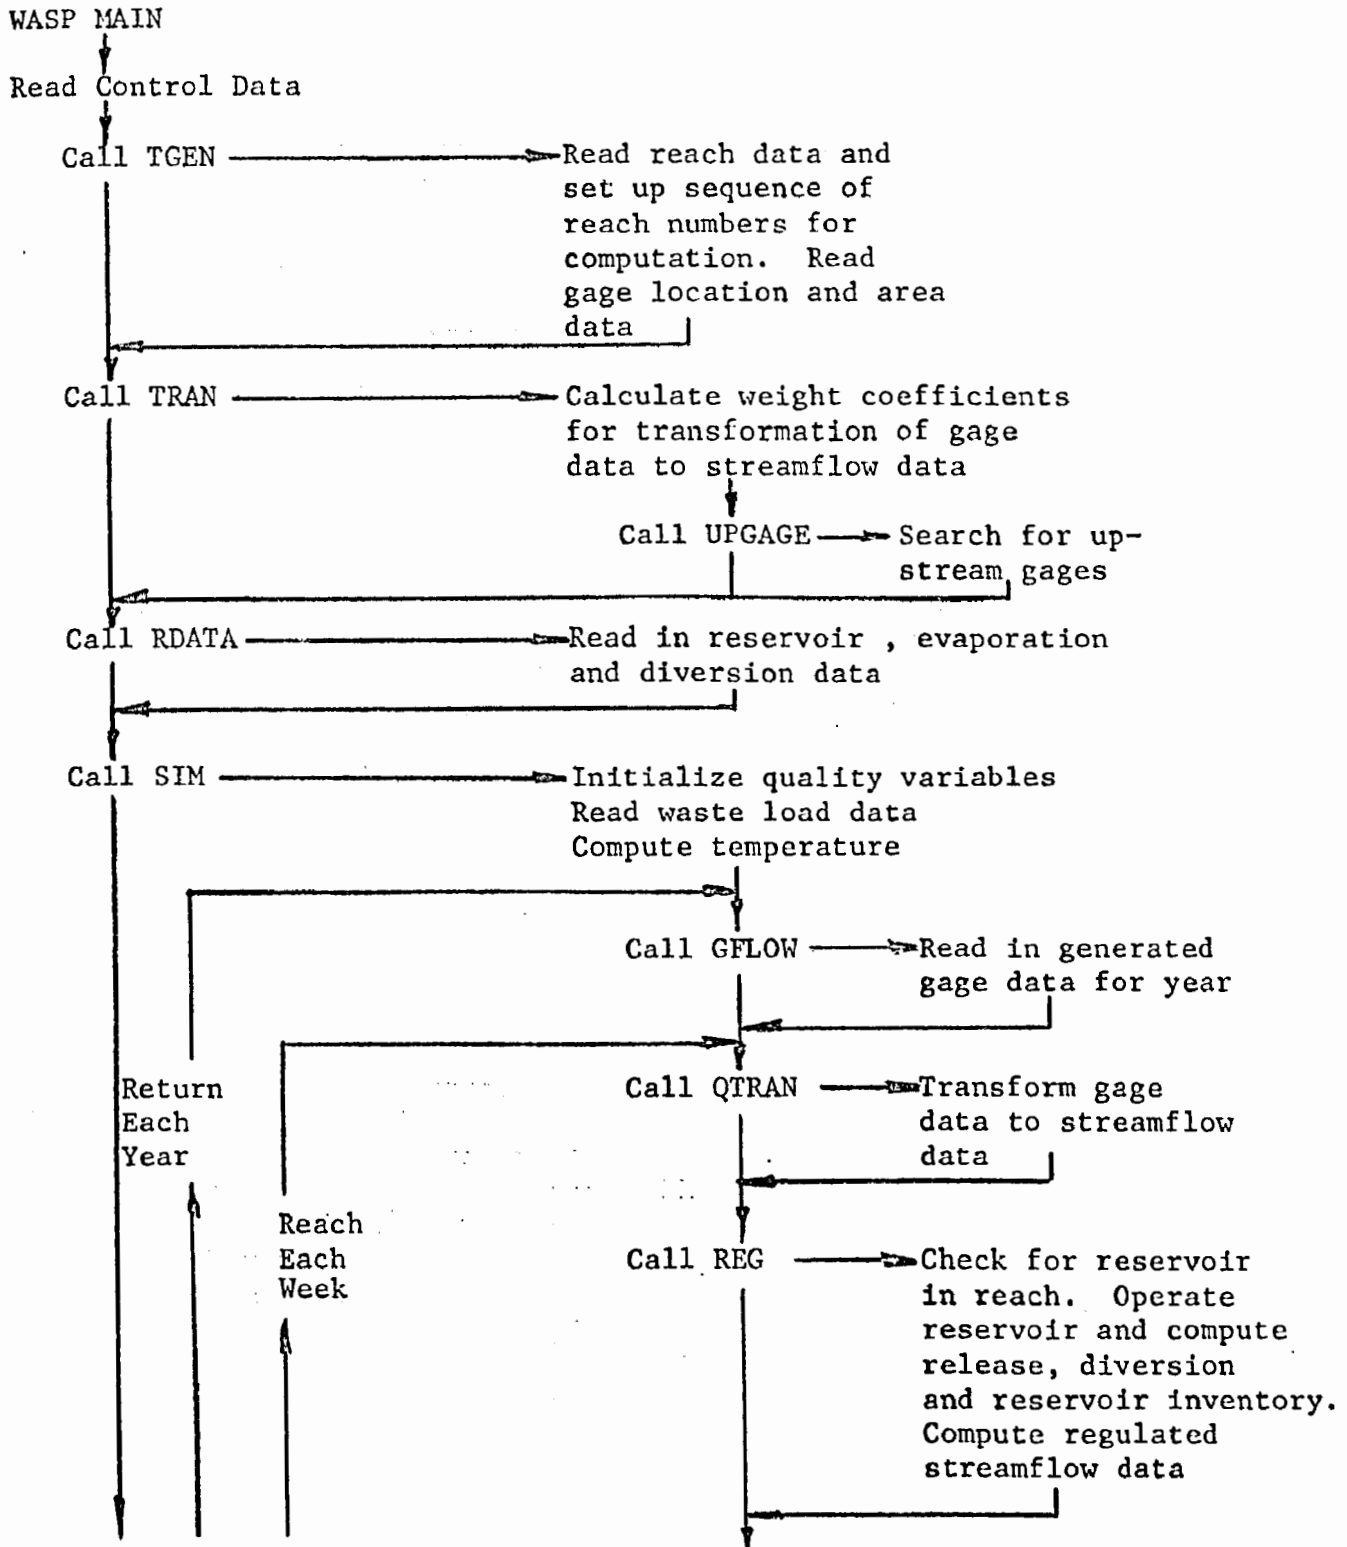 WASP MAIN
Read Control Data
Call TGEN
Read reach data and
set up sequence of
reach numbers for
computation. Read
gage location and area
data
Call TRAN
Calculate weight coefficients
for transformation of gage
data to streamflow data
Call UPGAGE
Search for up-
stream gages
Call RDATA
Read in reservoir , evaporation
and diversion data
Call SIM
Initialize quality variables
Read waste load data
Compute temperature
Call GFLOW
Read in generated
gage data for year
Return
Each
Year
Call QTRAN
Transform gage
data to streamflow
data
Reach
Each
Week
Call REG
Check for reservoir
in reach. Operate
reservoir and compute
release, diversion
and reservoir inventory.
Compute regulated
streamflow data